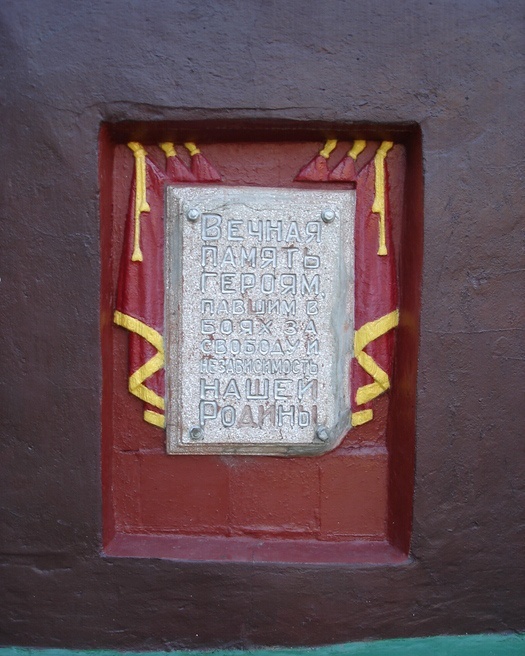 Вечная
память
героям,
павшим в
боях за
свободу и
независимость
нашей
Родины